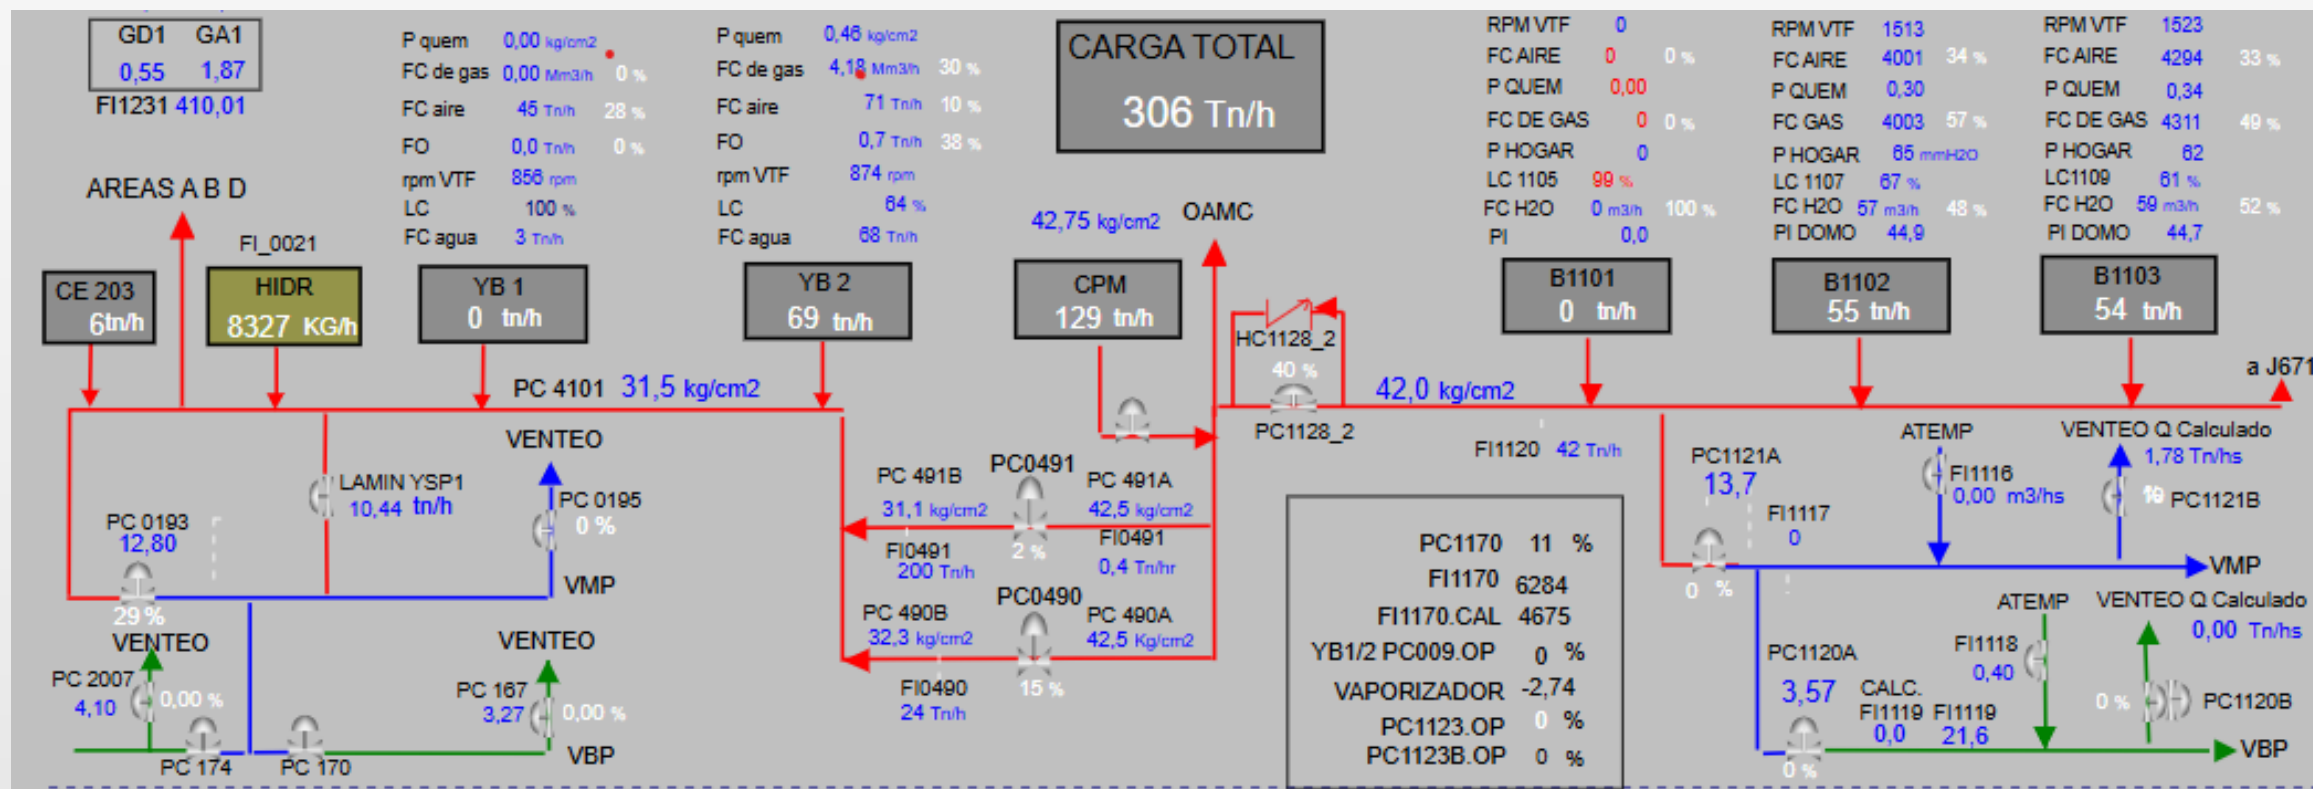 GD1 GA1
0,55 1,87
FI1231 410,01
P quem 0,00 kg/cm2
FC de gas 0,00 Mm3/h 0 %
FC aire 45 Tn/h 28 %
FO 0,0 Tn/h 0 %
rpm VTF 856 rpm
LC 100 %
FC agua 3 Tn/h
P quem 0,46 kg/cm2
FC de gas 4,18 Mm3/h 30 %
FC aire 71 Tn/h 10 %
FO 0,7 Tn/h 38 %
rpm VTF 874 rpm
LC 64 %
FC agua 68 Tn/h
CARGA TOTAL
306 Tn/h
RPM VTF 0
FC AIRE 0 0 %
P QUEM 0,00
FC DE GAS 0 0 %
P HOGAR 0
LC 1105 99 %
FC H2O 0 m3/h 100 %
PI 0,0
RPM VTF 1513
FC AIRE 4001 34 %
P QUEM 0,30
FC GAS 4003 57 %
P HOGAR 65 mmH2O
LC 1107 67 %
FC H2O 57 m3/h 48 %
PI DOMO 44,9
RPM VTF 1523
FC AIRE 4294 33 %
P QUEM 0,34
FC DE GAS 4311 49 %
P HOGAR 62
LC1109 61 %
FC H2O 59 m3/h 52 %
PI DOMO 44,7
AREAS A B D
FI_0021
CE 203
6tn/h
HIDR
8327 KG/h
YB 1
0 tn/h
YB 2
69 tn/h
42,75 kg/cm2
OAMC
CPM
129 tn/h
B1101
0 tn/h
B1102
55 tn/h
B1103
54 tn/h
HC1128_2
40 %
PC1128_2
a J671
PC 4101 31,5 kg/cm2
42,0 kg/cm2
FI1120 42 Tn/h
VENTEO
LAMIN YSP1
10,44 tn/h
PC 0195
0 %
PC 0193
12,80
29 %
VMP
VENTEO
PC 2007
4,10
0,00 %
PC 174
VENTEO
PC 167
3,27
0,00 %
PC 170
VBP
PC 491B
31,1 kg/cm2
PC0491
2 %
PC 491A
42,5 kg/cm2
FI0491
200 Tn/h
FI0491
0,4 Tn/hr
PC 490B
32,3 kg/cm2
PC0490
15 %
PC 490A
42,5 Kg/cm2
FI0490
24 Tn/h
PC1170 11 %
FI1170 6284
FI1170.CAL 4675
YB1/2 PC009.OP 0 %
VAPORIZADOR -2,74
PC1123.OP 0 %
PC1123B.OP 0 %
PC1121A
13,7
0 %
FI1117
0
ATEMP
FI1116
0,00 m3/hs
VENTEO Q Calculado
1,78 Tn/hs
PC1121B
VMP
ATEMP
FI1118
0,40
VENTEO Q Calculado
0,00 Tn/hs
PC1120A
3,57
0 %
CALC.
FI1119
0,0
FI1119
21,6
0 %
PC1120B
VBP